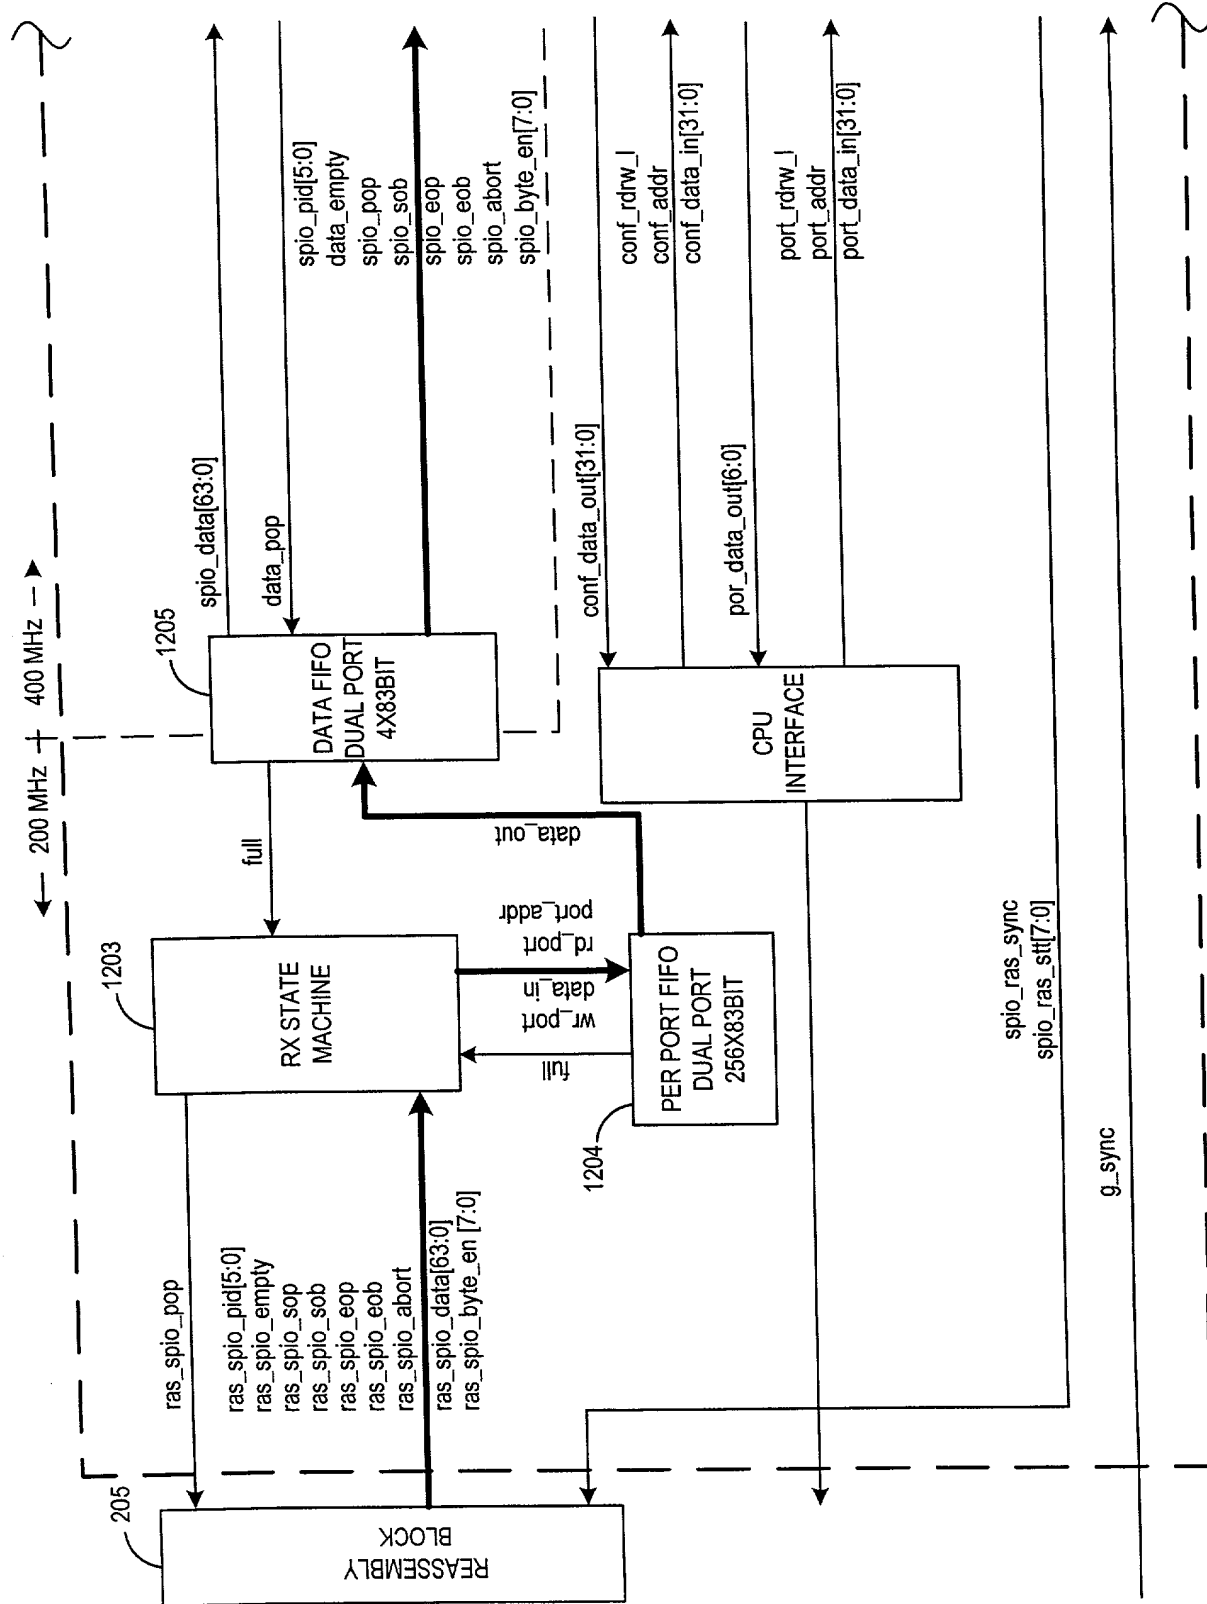 200 MHz
400 MHz
205
REASSEMBLY
BLOCK
ras_spio_pop
ras_spio_pid[5:0]
ras_spio_empty
ras_spio_sop
ras_spio_sob
ras_spio_eop
ras_spio_eob
ras_spio_abort
ras_spio_data[63:0]
ras_spio_byte_en [7:0]
1203
RX STATE
MACHINE
full
full
wr_port
data_in
rd_port
port_addr
1204
PER PORT FIFO
DUAL PORT
256X83BIT
data_out
1205
DATA FIFO
DUAL PORT
4X83BIT
spio_data[63:0]
data_pop
spio_pid[5:0]
data_empty
spio_pop
spio_sob
spio_eop
spio_eob
spio_abort
spio_byte_en[7:0]
CPU
INTERFACE
conf_data_out[31:0]
conf_rdrw_l
conf_addr
conf_data_in[31:0]
por_data_out[6:0]
port_rdrw_l
port_addr
port_data_in[31:0]
spio_ras_sync
spio_ras_stt[7:0]
g_sync